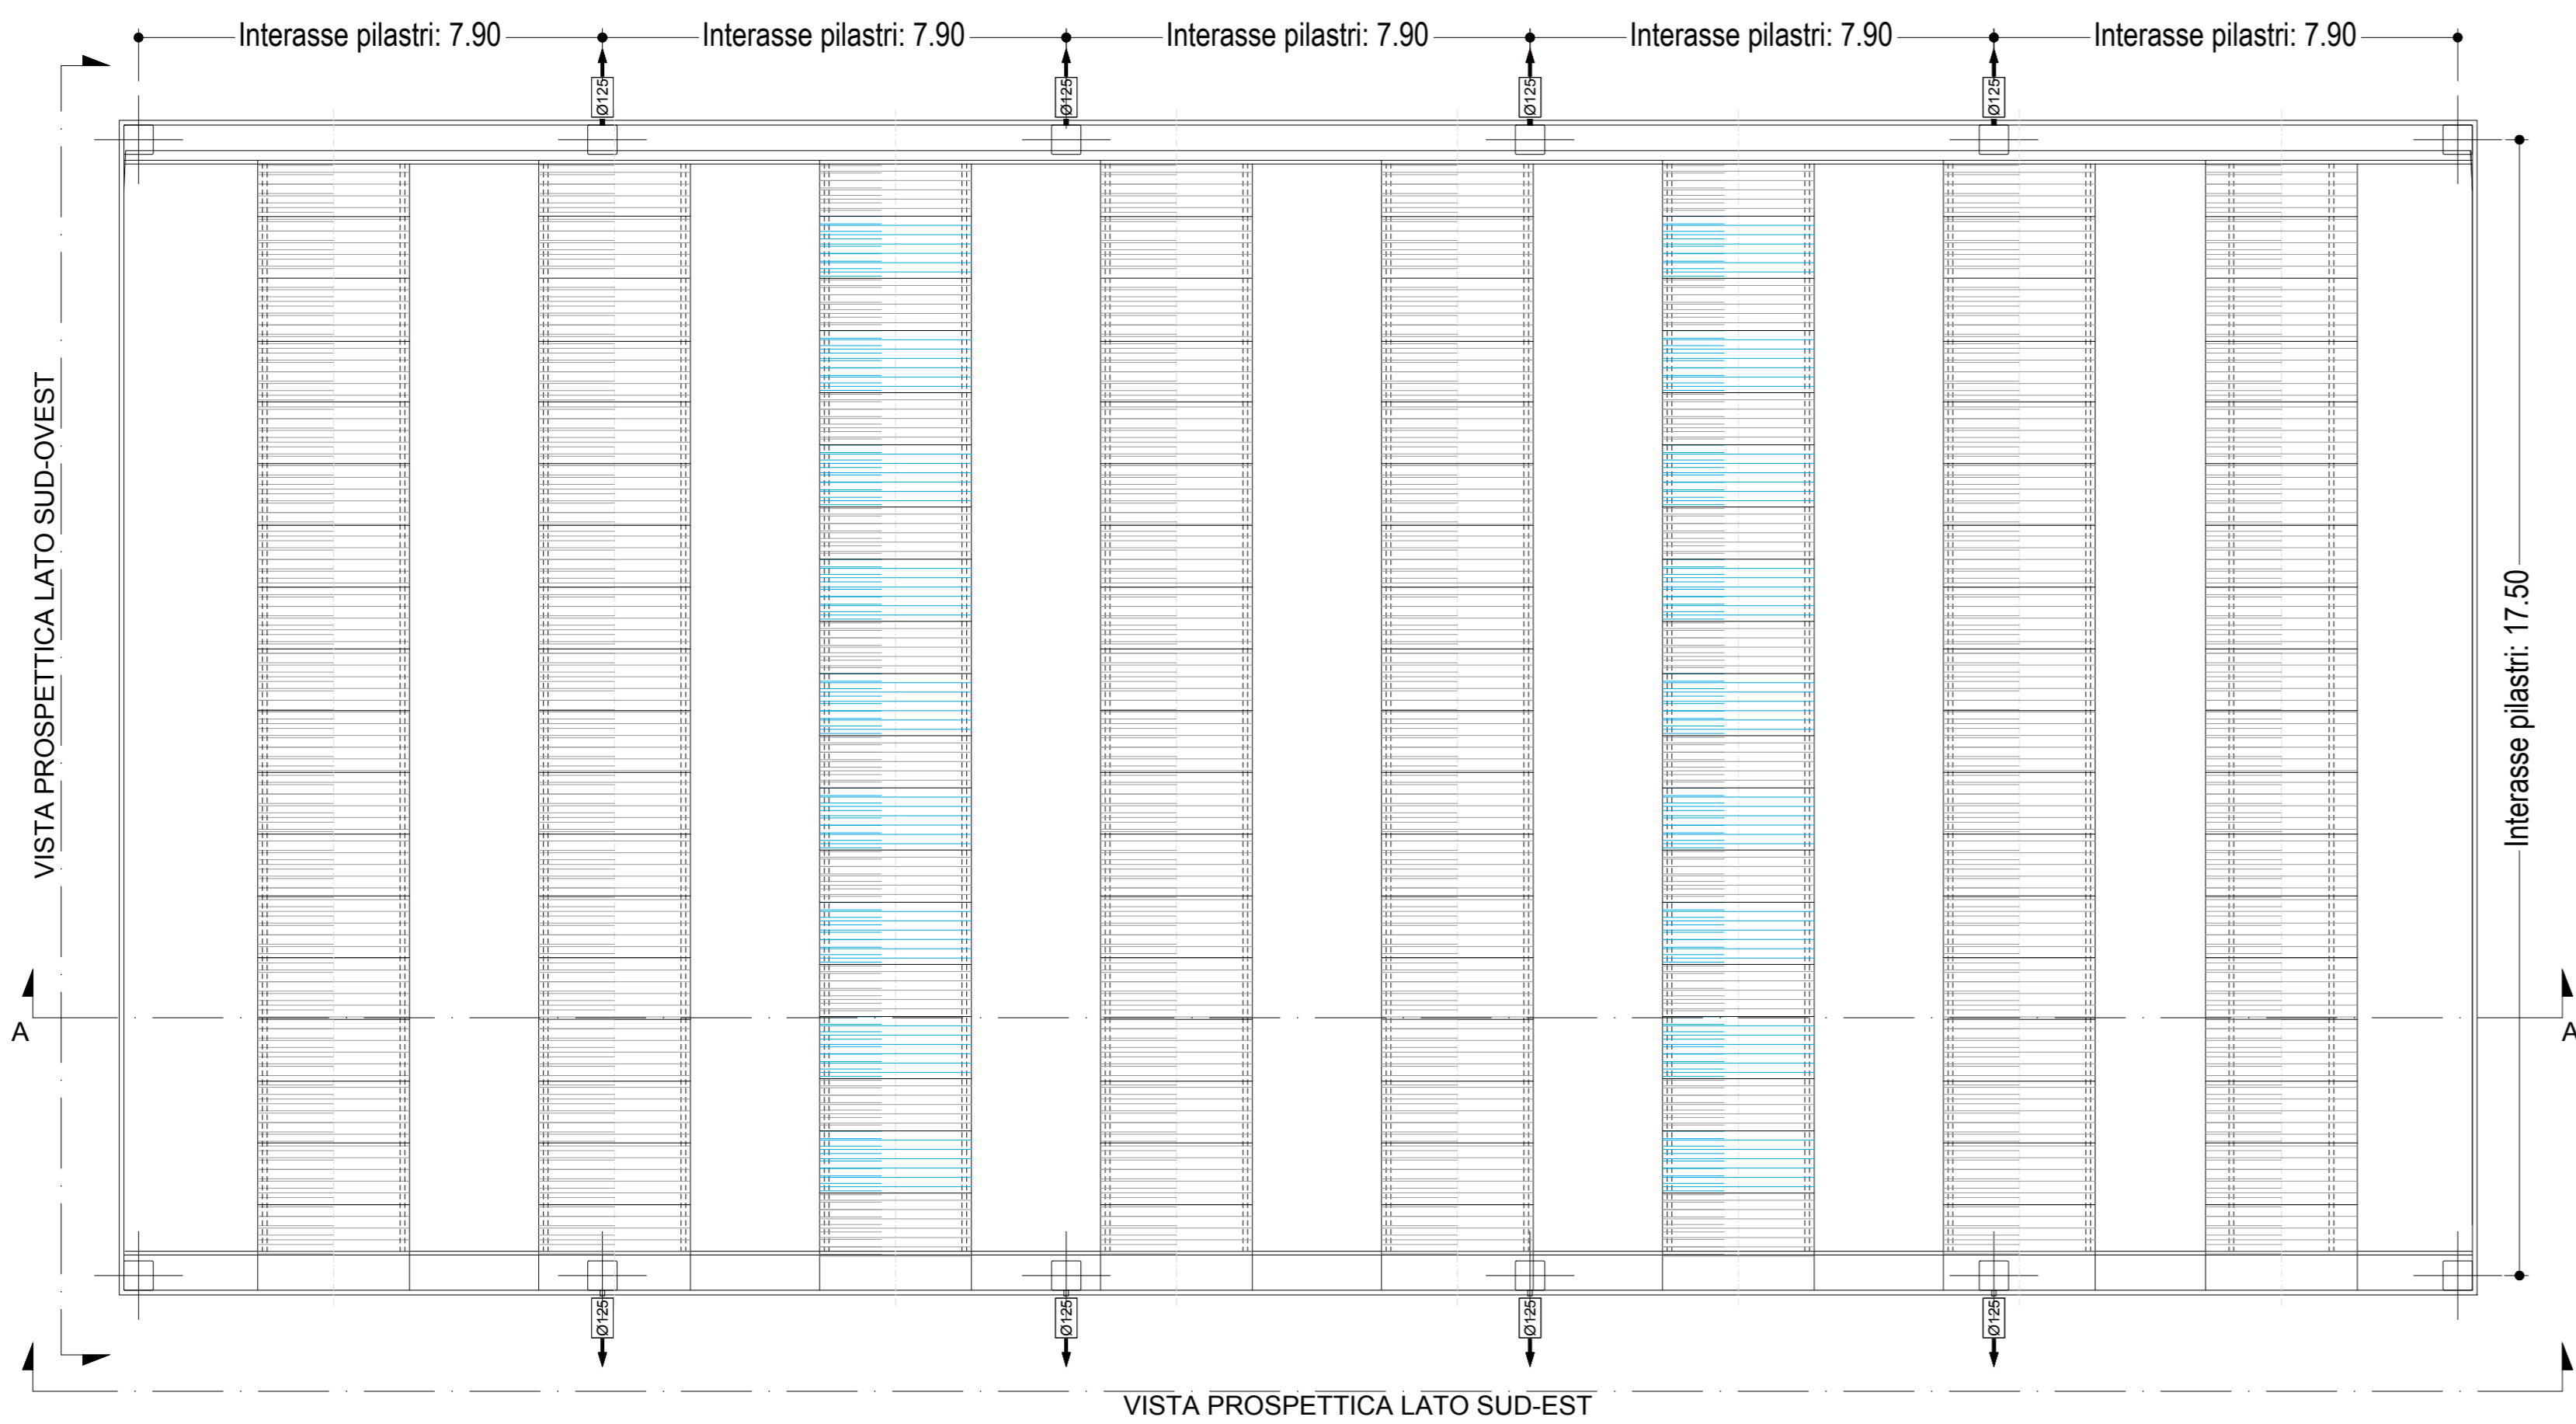 Interasse pilastri: 7.90
Interasse pilastri: 7.90
Interasse pilastri: 7.90
Interasse pilastri: 7.90
Interasse pilastri: 7.90
Ø125
Ø125
Ø125
Ø125
VISTA PROSPETTICA LATO SUD-OVEST
Interasse pilastri: 17.50
A
A
Ø125
Ø125
Ø125
Ø125
VISTA PROSPETTICA LATO SUD-EST